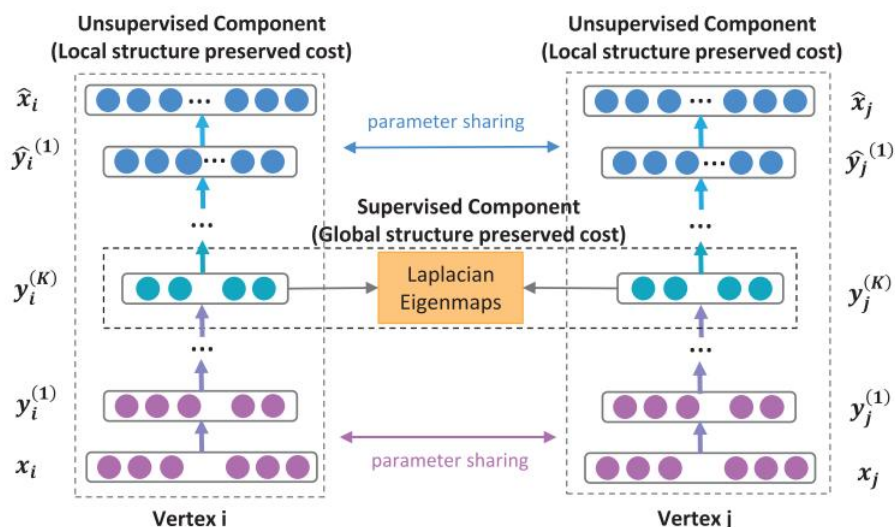 Unsupervised Component
(Local structure preserved cost)
Unsupervised Component
(Local structure preserved cost)
x̂ᵢ
...
...
x̂ⱼ
parameter sharing
ŷᵢ⁽¹⁾
...
...
ŷⱼ⁽¹⁾
...
Supervised Component
(Global structure preserved cost)
...
yᵢ⁽ᴷ⁾
Laplacian
Eigenmaps
yⱼ⁽ᴷ⁾
...
...
yᵢ⁽¹⁾
yⱼ⁽¹⁾
xᵢ
parameter sharing
xⱼ
Vertex i
Vertex j